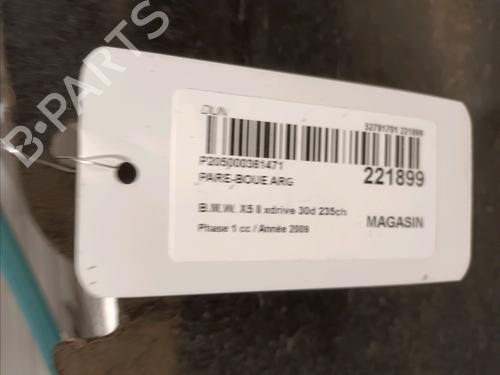 B-PARTS
DUN
52791701 221899
P205000361471
221899
PARE-BOUE ARG
B.M.W. X5 II xdrive 30d 235ch
MAGASIN
Phase 1 cc / Année 2009